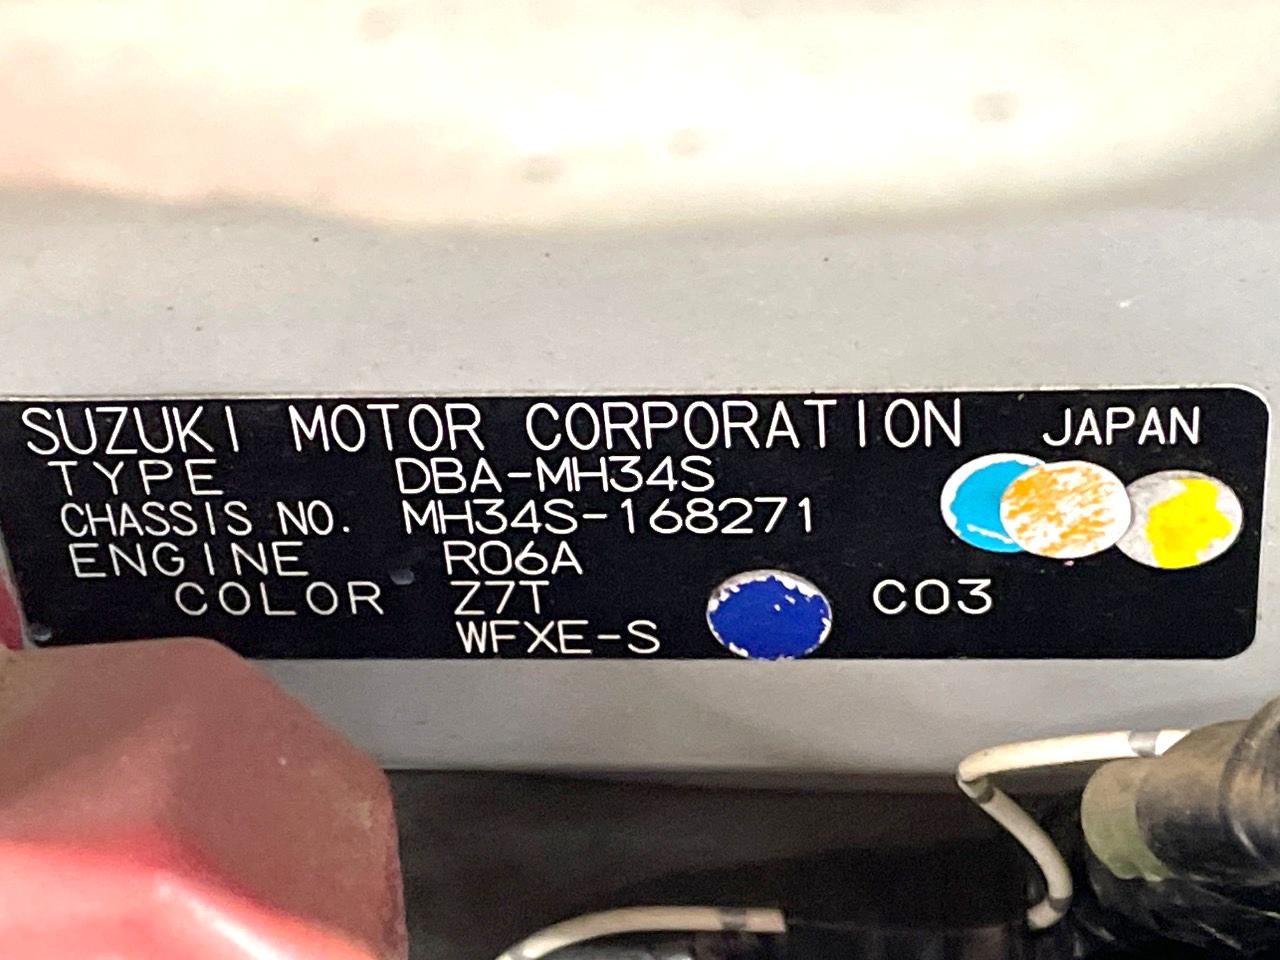 SUZUKI MOTOR CORPORATION JAPAN
TYPE DBA-MH34S
CHASSIS NO. MH34S-168271
ENGINE R06A
COLOR Z7T C03
WFXE-S